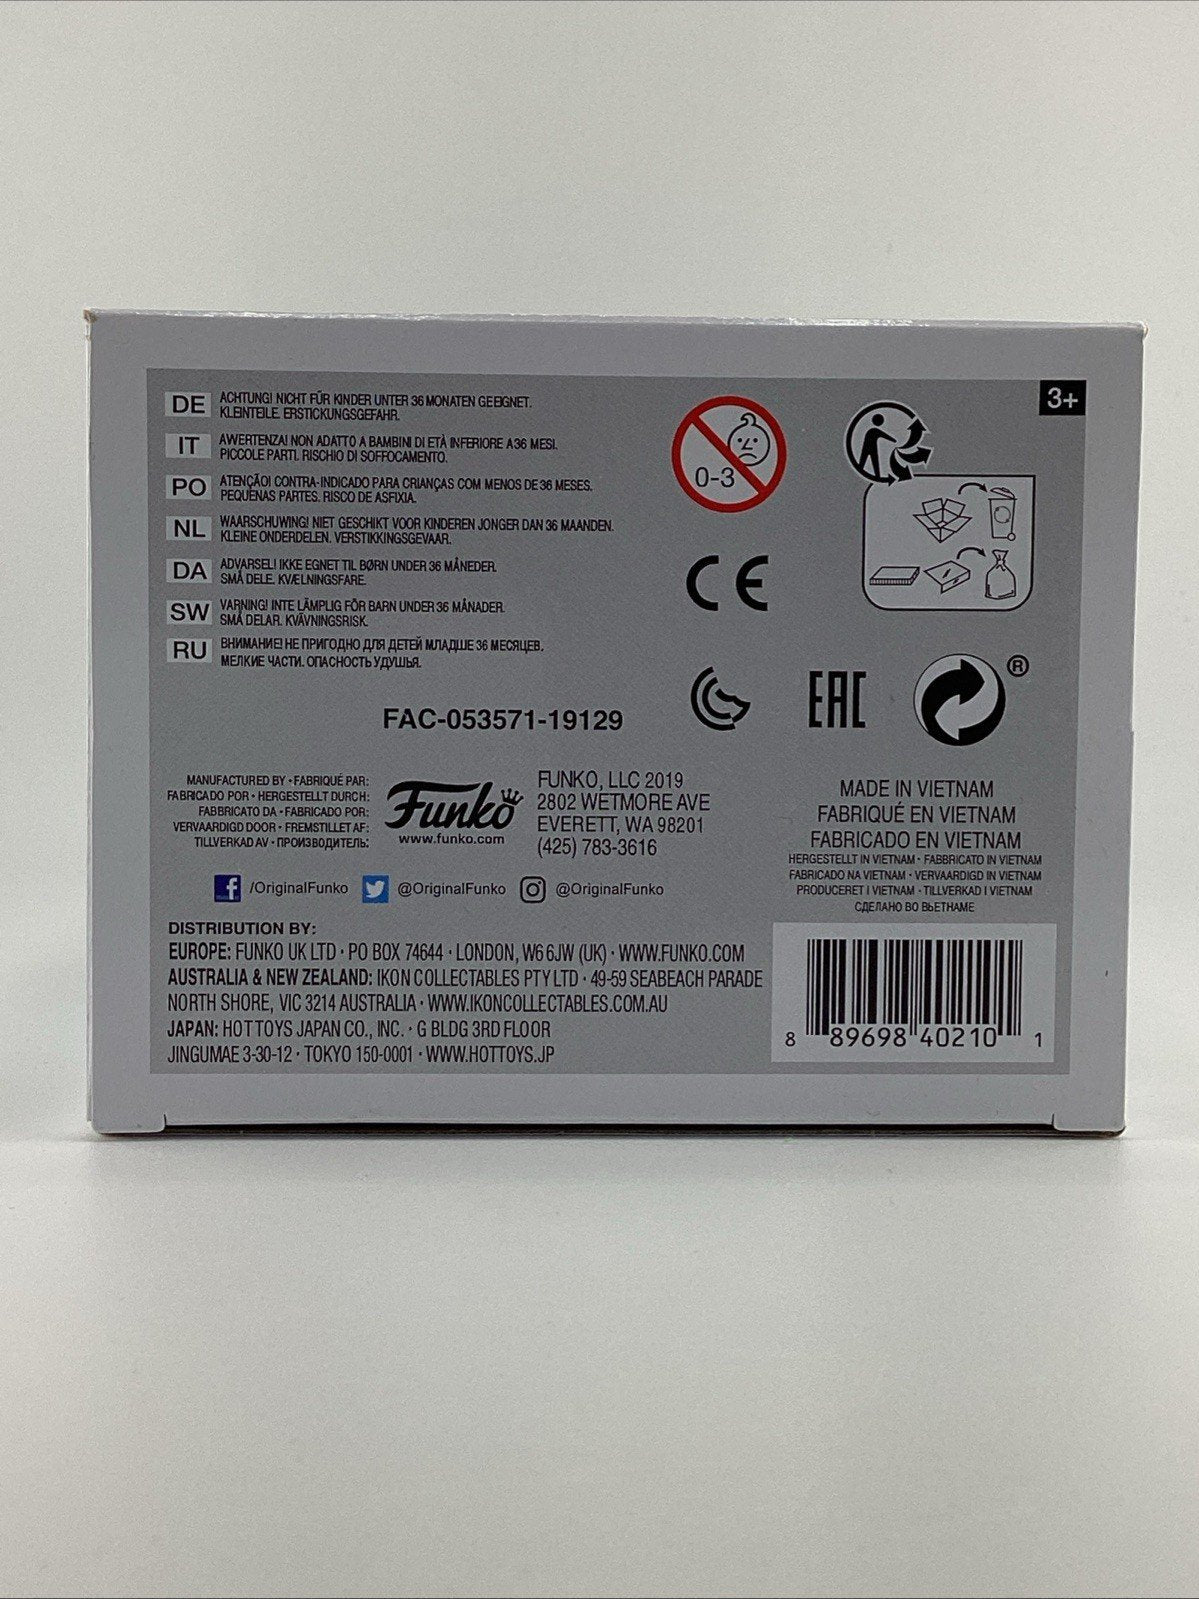 3+
DE
ACHTUNG! NICHT FÜR KINDER UNTER 36 MONATEN GEEIGNET.
KLEINTEILE. ERSTICKUNGSGEFAHR.
IT
AWERTENZA! NON ADATTO A BAMBINI DI ETÀ INFERIORE A 36 MESI.
PICCOLE PARTI. RISCHIO DI SOFFOCAMENTO.
PO
ATENÇÃO! CONTRA-INDICADO PARA CRIANÇAS COM MENOS DE 36 MESES.
PEQUENAS PARTES. RISCO DE ASFIXIA.
NL
WAARSCHUWING! NIET GESCHIKT VOOR KINDEREN JONGER DAN 36 MAANDEN.
KLEINE ONDERDELEN. VERSTIKKINGSGEVAAR.
DA
ADVARSEL! IKKE EGNET TIL BØRN UNDER 36 MÅNEDER.
SMÅ DELE. KVÆLNINGSFARE.
SW
VARNING! INTE LÄMPLIG FÖR BARN UNDER 36 MÅNADER.
SMÅ DELAR. KVÄVNINGSRISK.
RU
ВНИМАНИЕ! НЕ ПРИГОДНО ДЛЯ ДЕТЕЙ МЛАДШЕ 36 МЕСЯЦЕВ.
МЕЛКИЕ ЧАСТИ. ОПАСНОСТЬ УДУШЬЯ.
0-3
CE
EAC
®
FAC-053571-19129
MANUFACTURED BY • FABRIQUÉ PAR:
FABRICADO POR • HERGESTELLT DURCH:
FABBRICATO DA • FABRICADO POR:
VERVAARDIGD DOOR • FREMSTILLET AF:
TILLVERKAD AV • ПРОИЗВОДИТЕЛЬ:
Funko
www.funko.com
FUNKO, LLC 2019
2802 WETMORE AVE
EVERETT, WA 98201
(425) 783-3616
MADE IN VIETNAM
FABRIQUÉ EN VIETNAM
FABRICADO EN VIETNAM
HERGESTELLT IN VIETNAM • FABBRICATO IN VIETNAM
FABRICADO NA VIETNAM • VERVAARDIGD IN VIETNAM
PRODUCERET I VIETNAM • TILLVERKAD I VIETNAM
СДЕЛАНО ВО ВЬЕТНАМЕ
f /OriginalFunko @OriginalFunko @OriginalFunko
DISTRIBUTION BY:
EUROPE: FUNKO UK LTD • PO BOX 74644 • LONDON, W6 6JW (UK) • WWW.FUNKO.COM
AUSTRALIA & NEW ZEALAND: IKON COLLECTABLES PTY LTD • 49-59 SEABEACH PARADE
NORTH SHORE, VIC 3214 AUSTRALIA • WWW.IKONCOLLECTABLES.COM.AU
JAPAN: HOT TOYS JAPAN CO., INC. • G BLDG 3RD FLOOR
JINGUMAE 3-30-12 • TOKYO 150-0001 • WWW.HOTTOYS.JP
8 89698 40210 1